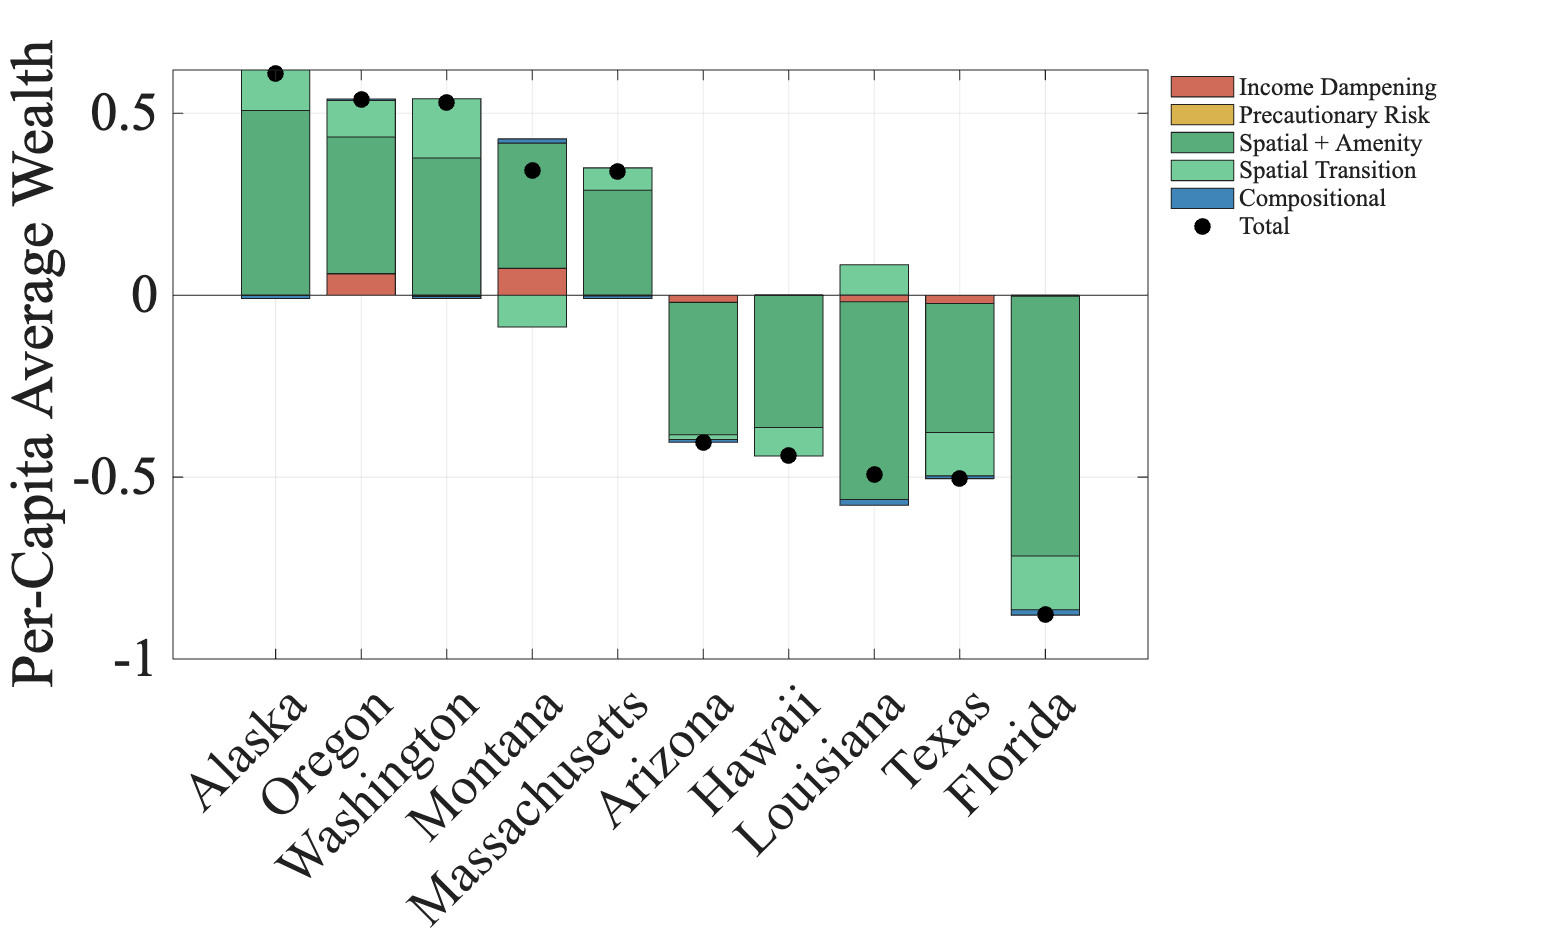 Per-Capita Average Wealth
0.5
0
-0.5
-1
Alaska
Oregon
Washington
Montana
Massachusetts
Arizona
Hawaii
Louisiana
Texas
Florida
Income Dampening
Precautionary Risk
Spatial + Amenity
Spatial Transition
Compositional
Total